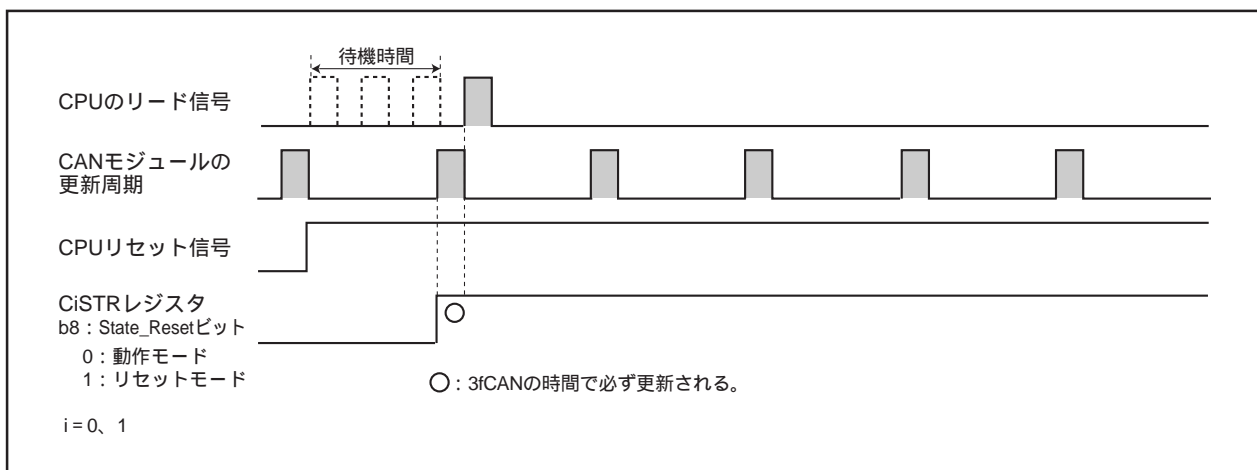 待機時間
CPUのリード信号
CANモジュールの
更新周期
CPUリセット信号
CiSTRレジスタ
b8：State_Resetビット
0：動作モード
1：リセットモード
○：3fCANの時間で必ず更新される。
i = 0、1